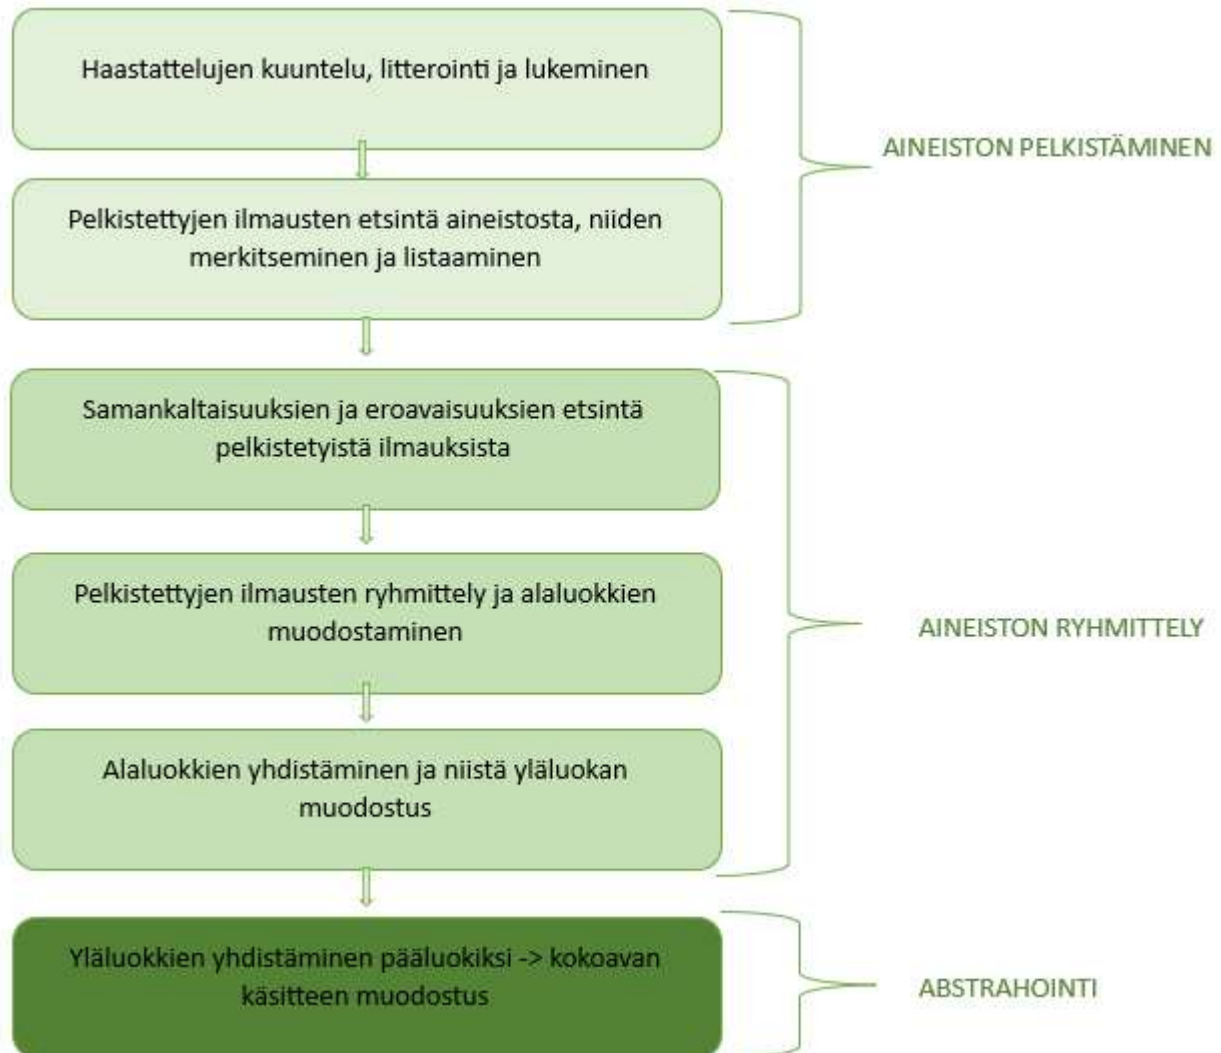 Haastattelujen kuuntelu, litterointi ja lukeminen
AINEISTON PELKISTÄMINEN
Pelkistettyjen ilmausten etsintä aineistosta, niiden
merkitseminen ja listaaminen
Samankaltaisuuksien ja eroavaisuuksien etsintä
pelkistetyistä ilmauksista
Pelkistettyjen ilmausten ryhmittely ja alaluokkien
muodostaminen
AINEISTON RYHMITTELY
Alaluokkien yhdistäminen ja niistä yläluokan
muodostus
Yläluokkien yhdistäminen pääluokiksi -> kokoavan
käsitteen muodostus
ABSTRAHOINTI